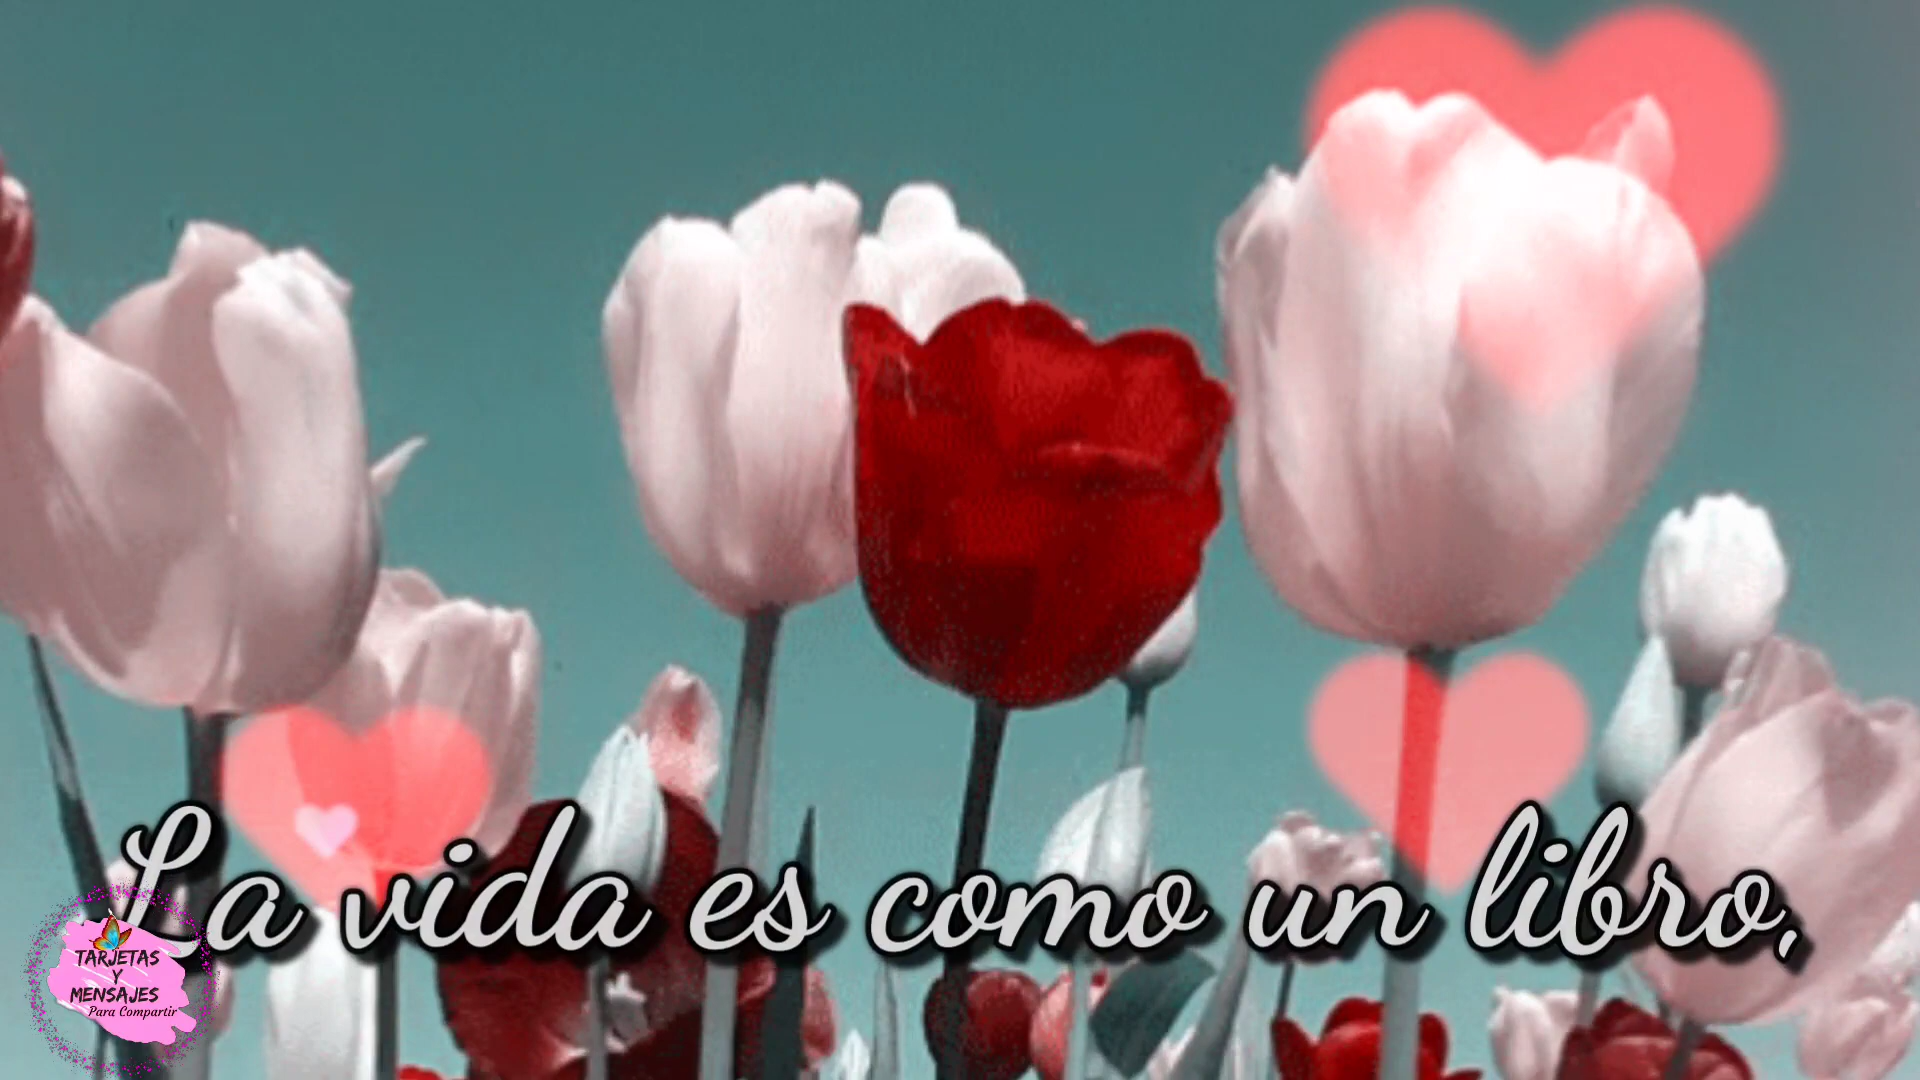 La vida es como un libro,
TARJETAS
Y
MENSAJES
Para Compartir